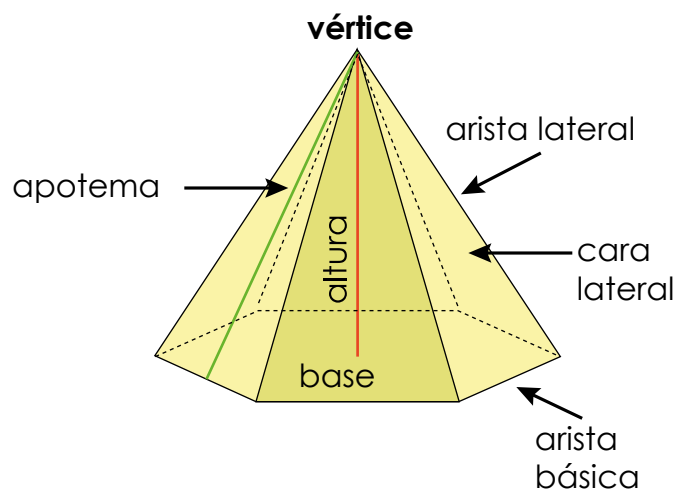 vértice
arista lateral
apotema
altura
cara
lateral
base
arista
básica